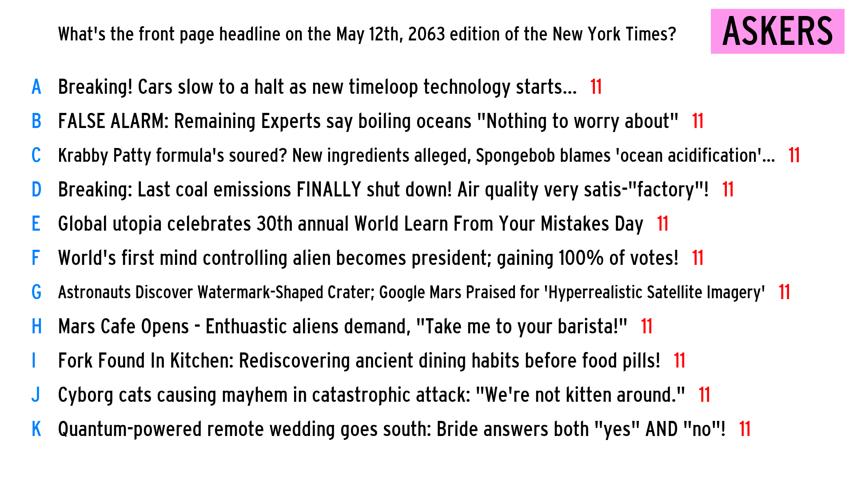 What's the front page headline on the May 12th, 2063 edition of the New York Times?
ASKERS
A Breaking! Cars slow to a halt as new timeloop technology starts... 11
B FALSE ALARM: Remaining Experts say boiling oceans "Nothing to worry about" 11
C Krabby Patty formula's soured? New ingredients alleged, Spongebob blames 'ocean acidification'... 11
D Breaking: Last coal emissions FINALLY shut down! Air quality very satis-"factory"! 11
E Global utopia celebrates 30th annual World Learn From Your Mistakes Day 11
F World's first mind controlling alien becomes president; gaining 100% of votes! 11
G Astronauts Discover Watermark-Shaped Crater; Google Mars Praised for 'Hyperrealistic Satellite Imagery' 11
H Mars Cafe Opens - Enthuastic aliens demand, "Take me to your barista!" 11
I Fork Found In Kitchen: Rediscovering ancient dining habits before food pills! 11
J Cyborg cats causing mayhem in catastrophic attack: "We're not kitten around." 11
K Quantum-powered remote wedding goes south: Bride answers both "yes" AND "no"! 11